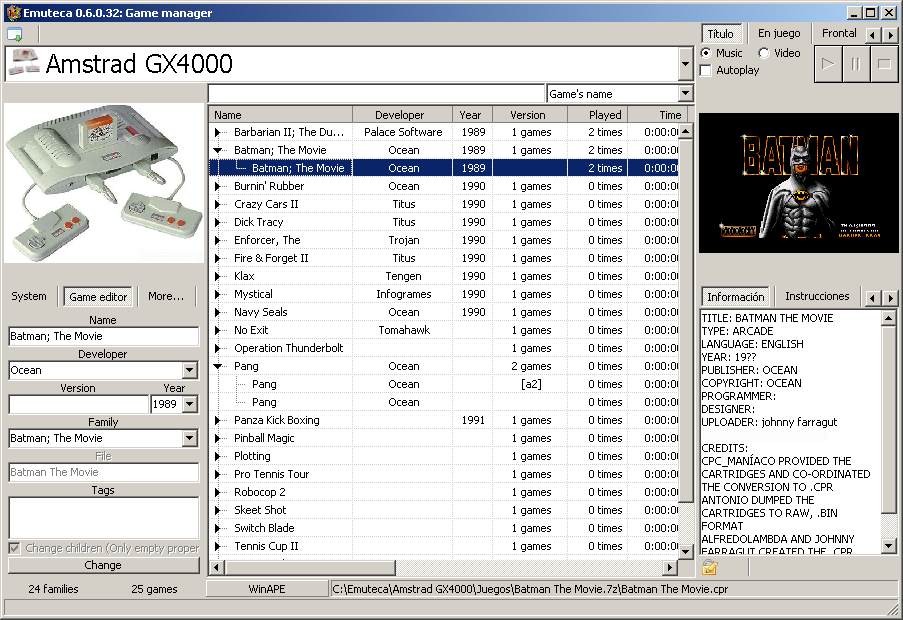 Emuteca 0.6.0.32: Game manager
Amstrad GX4000
Game's name
Name Developer Year Version Played Time
Barbarian II; The Du... Palace Software 1989 1 games 2 times 0:00:0
Batman; The Movie Ocean 1989 1 games 2 times 0:00:0
Batman; The Movie Ocean 1989 2 times 0:00:0
Burnin' Rubber Ocean 1990 1 games 0 times 0:00:0
Crazy Cars II Titus 1990 1 games 0 times 0:00:0
Dick Tracy Titus 1990 1 games 0 times 0:00:0
Enforcer, The Trojan 1990 1 games 0 times 0:00:0
Fire & Forget II Titus 1990 1 games 0 times 0:00:0
Klax Tengen 1990 1 games 0 times 0:00:0
Mystical Infogrames 1990 1 games 0 times 0:00:0
Navy Seals Ocean 1990 1 games 0 times 0:00:0
No Exit Tomahawk 1 games 0 times 0:00:0
Operation Thunderbolt 1 games 0 times 0:00:0
Pang Ocean 2 games 0 times 0:00:0
Pang Ocean [a2] 0 times 0:00:0
Pang Ocean 0 times 0:00:0
Panza Kick Boxing 1991 1 games 0 times 0:00:0
Pinball Magic 1 games 0 times 0:00:0
Plotting 1 games 0 times 0:00:0
Pro Tennis Tour 1 games 0 times 0:00:0
Robocop 2 1 games 0 times 0:00:0
Skeet Shot 1 games 0 times 0:00:0
Switch Blade 1 games 0 times 0:00:0
Tennis Cup II 1 games 0 times 0:00:0
System Game editor More...
Name
Batman; The Movie
Developer
Ocean
Version Year
1989
Family
Batman; The Movie
File
Batman The Movie
Tags
Change children (Only empty proper
Change
24 families 25 games
WinAPE C:\Emuteca\Amstrad GX4000\Juegos\Batman The Movie.7z\Batman The Movie.cpr
Título En juego Frontal
Music Video
Autoplay
BATMAN
Información Instrucciones
TITLE: BATMAN THE MOVIE
TYPE: ARCADE
LANGUAGE: ENGLISH
YEAR: 19??
PUBLISHER: OCEAN
COPYRIGHT: OCEAN
PROGRAMMER:
DESIGNER:
UPLOADER: johnny farragut
CREDITS:
CPC_MANÍACO PROVIDED THE
CARTRIDGES AND CO-ORDINATED
THE CONVERSION TO .CPR
ANTONIO DUMPED THE
CARTRIDGES TO RAW, .BIN
FORMAT
ALFREDOLAMBDA AND JOHNNY
FARRAGUT CREATED THE .CPR